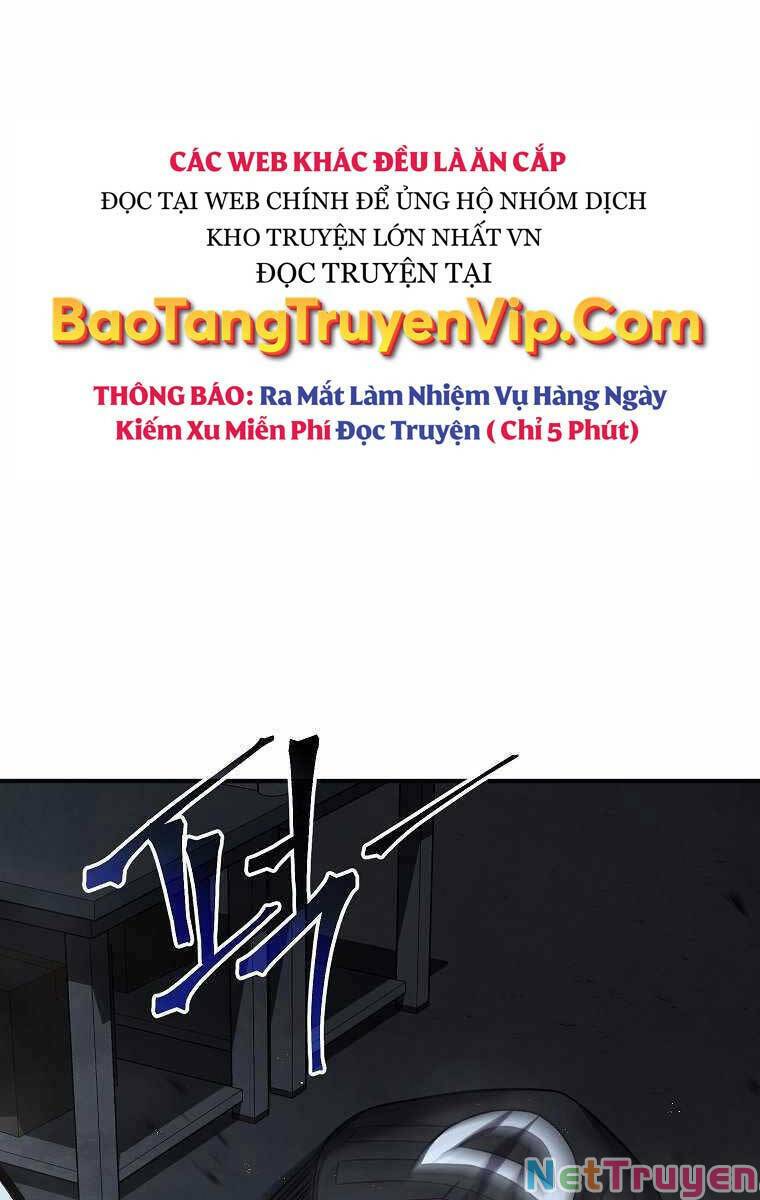 CÁC WEB KHÁC ĐỀU LÀ ĂN CẮP
ĐỌC TẠI WEB CHÍNH ĐỂ ỦNG HỘ NHÓM DỊCH
KHO TRUYỆN LỚN NHẤT VN
ĐỌC TRUYỆN TẠI
BaoTangTruyenVip.Com
THÔNG BÁO: Ra Mắt Làm Nhiệm Vụ Hàng Ngày
Kiếm Xu Miễn Phí Đọc Truyện ( Chỉ 5 Phút)
NetTruyen